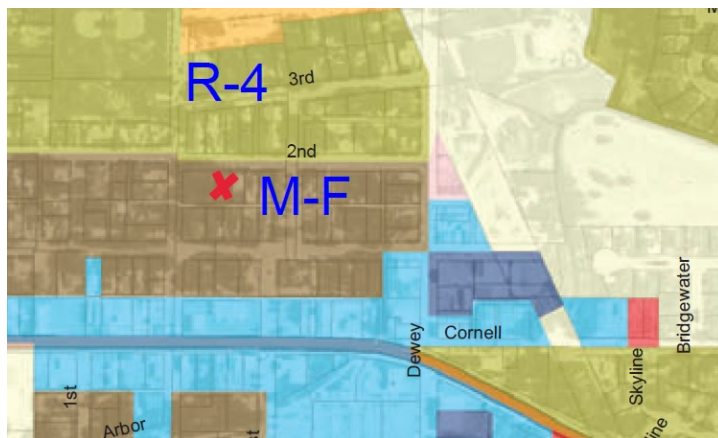 R-4
3rd
2nd
M-F
Dewey
Cornell
Skyline
Bridgewater
1st
Arbor